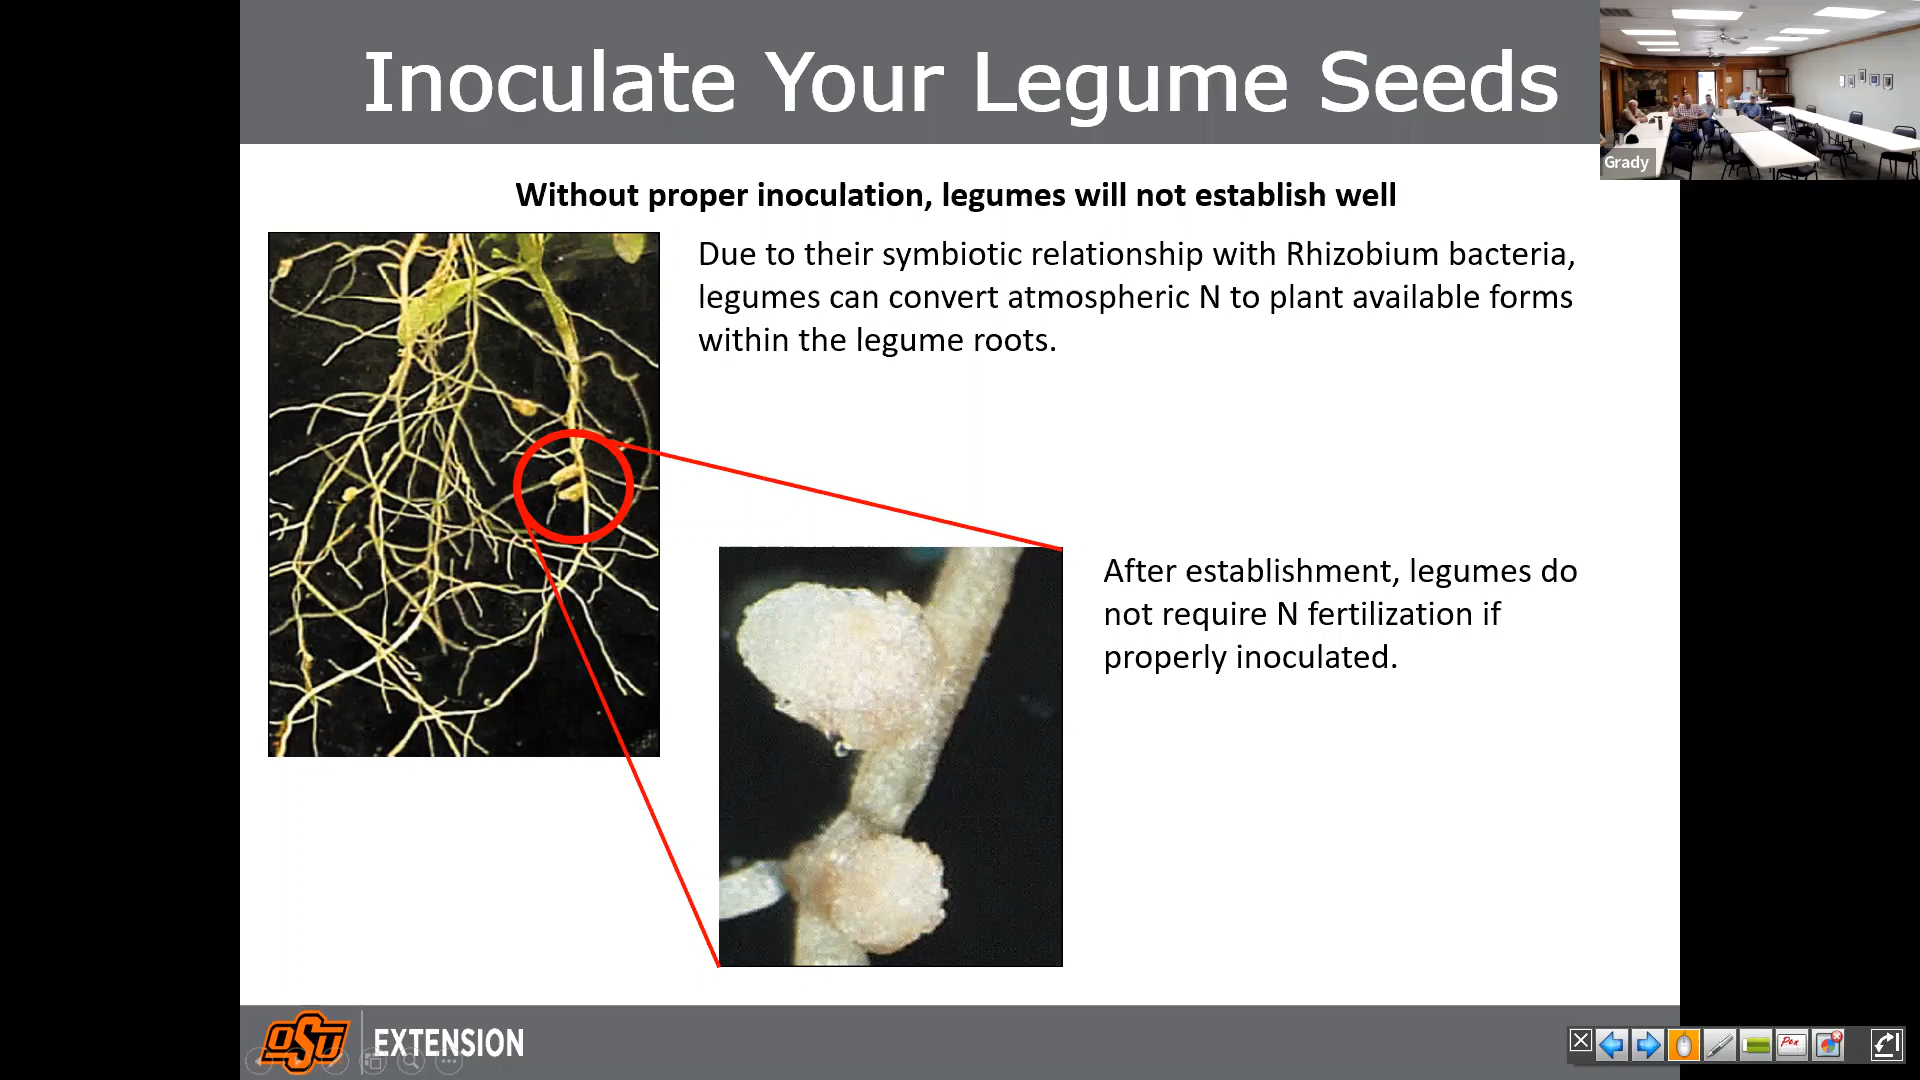 Inoculate Your Legume Seeds
Grady
Without proper inoculation, legumes will not establish well
Due to their symbiotic relationship with Rhizobium bacteria,
legumes can convert atmospheric N to plant available forms
within the legume roots.
After establishment, legumes do
not require N fertilization if
properly inoculated.
OSU EXTENSION
Pen